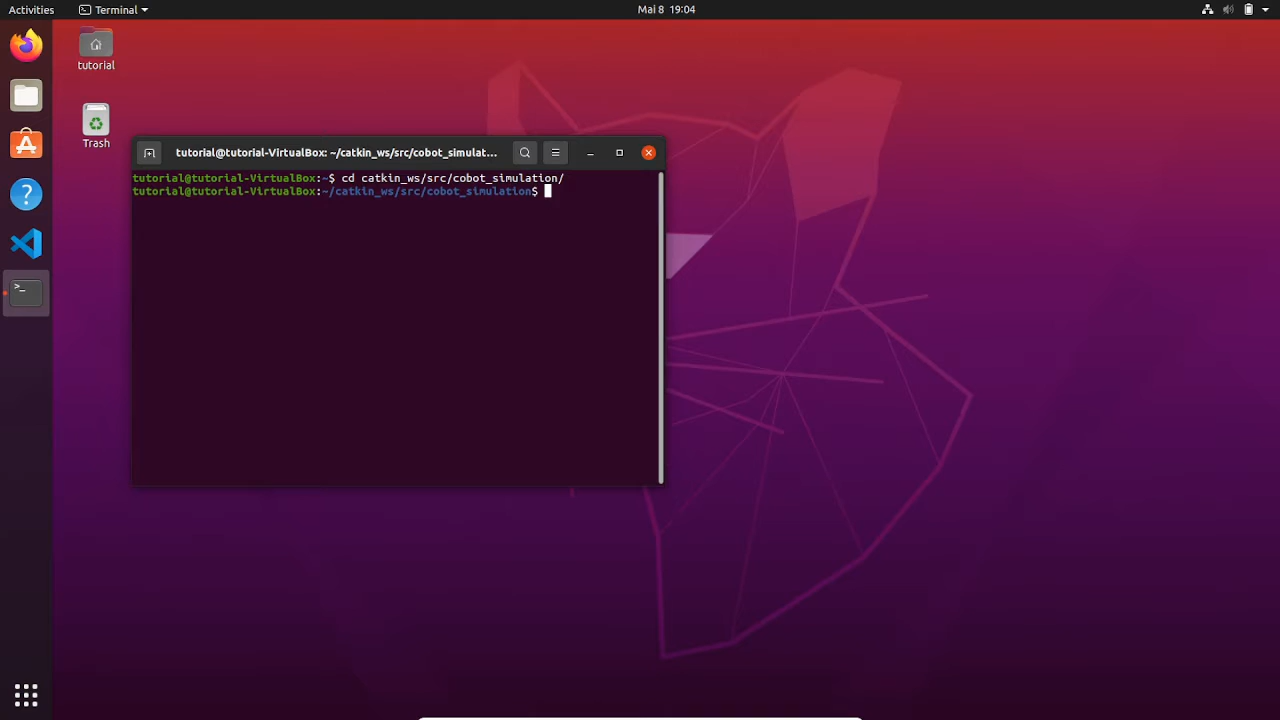 Activities
Terminal
Mai 8 19:04
tutorial
Trash
tutorial@tutorial-VirtualBox: ~/catkin_ws/src/cobot_simulat...
tutorial@tutorial-VirtualBox:~$ cd catkin_ws/src/cobot_simulation/
tutorial@tutorial-VirtualBox:~/catkin_ws/src/cobot_simulation$